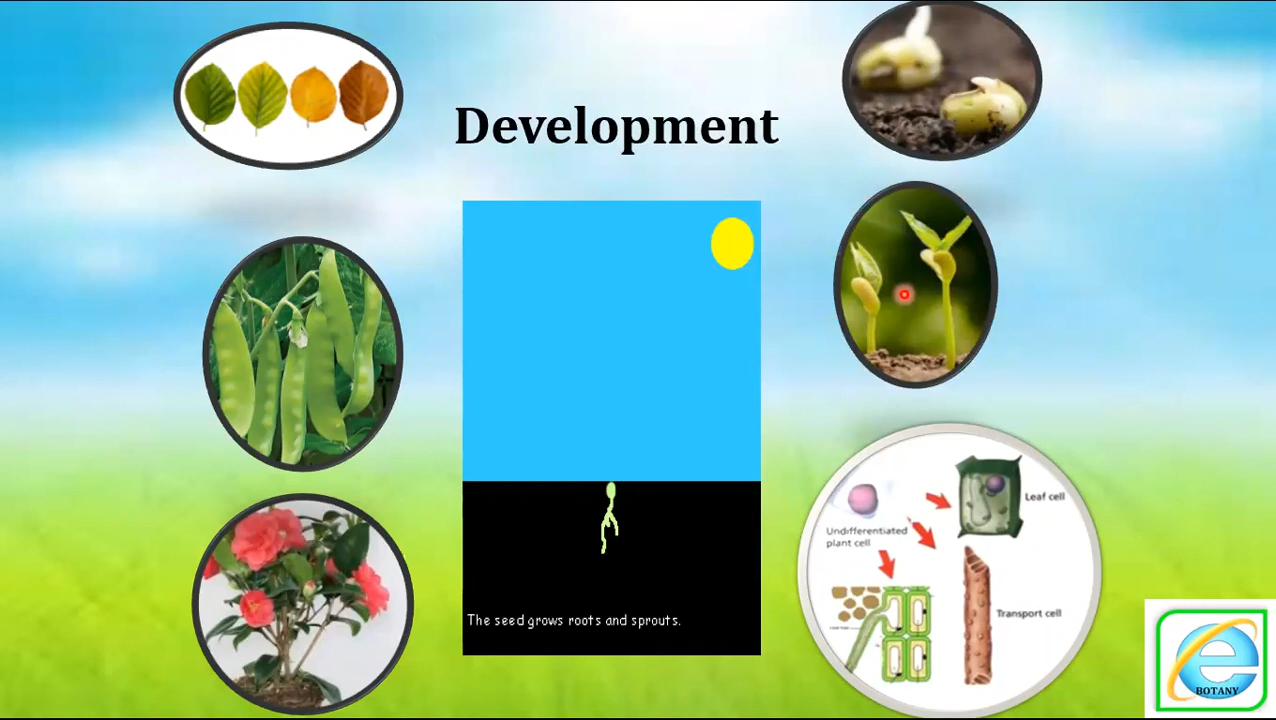 Development
The seed grows roots and sprouts.
Undifferentiated
plant cell
Leaf cell
Transport cell
BOTANY